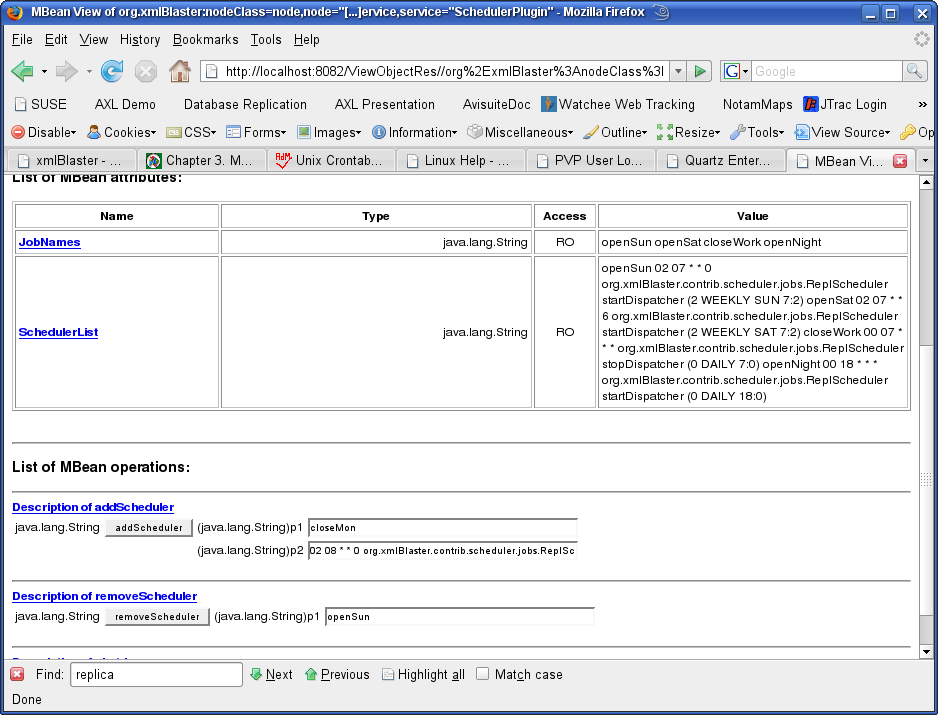 MBean View of org.xmlBlaster:nodeClass=node,node="[...]ervice,service="SchedulerPlugin" - Mozilla Firefox
File Edit View History Bookmarks Tools Help
http://localhost:8082/ViewObjectRes//org%2ExmlBlaster%3AnodeClass%3I
G Google
SUSE AXL Demo Database Replication AXL Presentation AvisuiteDoc Watchee Web Tracking NotamMaps JTrac Login »
Disable Cookies CSS Forms Images Information Miscellaneous Outline Resize Tools View Source Op
xmlBlaster - ... Chapter 3. M... Unix Crontab... Linux Help - ... PVP User Lo... Quartz Enter... MBean Vi...
List of MBean attributes:
Name Type Access Value
JobNames java.lang.String RO openSun openSat closeWork openNight
openSun 02 07 * * 0
org.xmlBlaster.contrib.scheduler.jobs.ReplScheduler
startDispatcher (2 WEEKLY SUN 7:2) openSat 02 07 * *
6 org.xmlBlaster.contrib.scheduler.jobs.ReplScheduler
SchedulerList java.lang.String RO startDispatcher (2 WEEKLY SAT 7:2) closeWork 00 07 *
* * org.xmlBlaster.contrib.scheduler.jobs.ReplScheduler
stopDispatcher (0 DAILY 7:0) openNight 00 18 * * *
org.xmlBlaster.contrib.scheduler.jobs.ReplScheduler
startDispatcher (0 DAILY 18:0)
List of MBean operations:
Description of addScheduler
java.lang.String addScheduler (java.lang.String)p1 closeMon
(java.lang.String)p2 02 08 * * 0 org.xmlBlaster.contrib.scheduler.jobs.ReplSc
Description of removeScheduler
java.lang.String removeScheduler (java.lang.String)p1 openSun
Find: replica Next Previous Highlight all Match case
Done